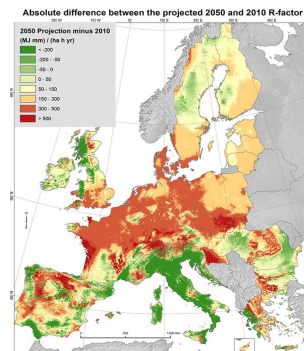 Absolute difference between the projected 2050 and 2010 R-factor
2050 Projection minus 2010
(MJ mm) / (ha h yr)
< -200
-200 - -50
-50 - 0
0 - 50
50 - 150
150 - 300
300 - 500
> 500